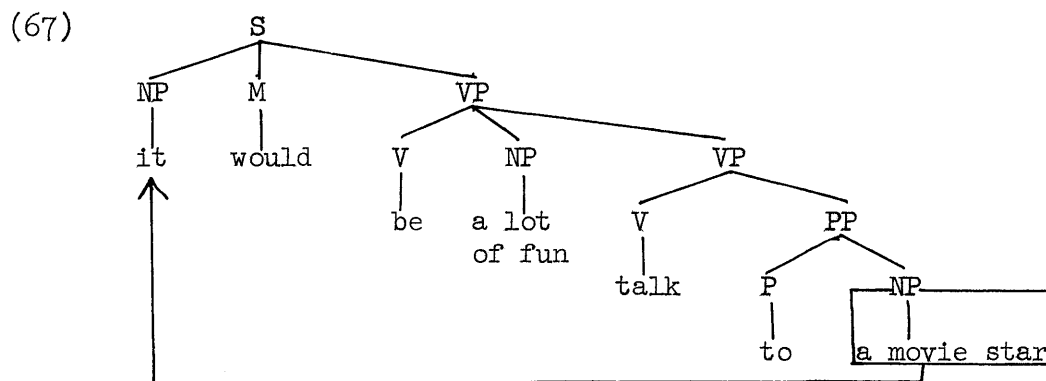 (67) S
NP M VP
it would V NP VP
be a lot V PP
of fun
talk P NP
to a movie star